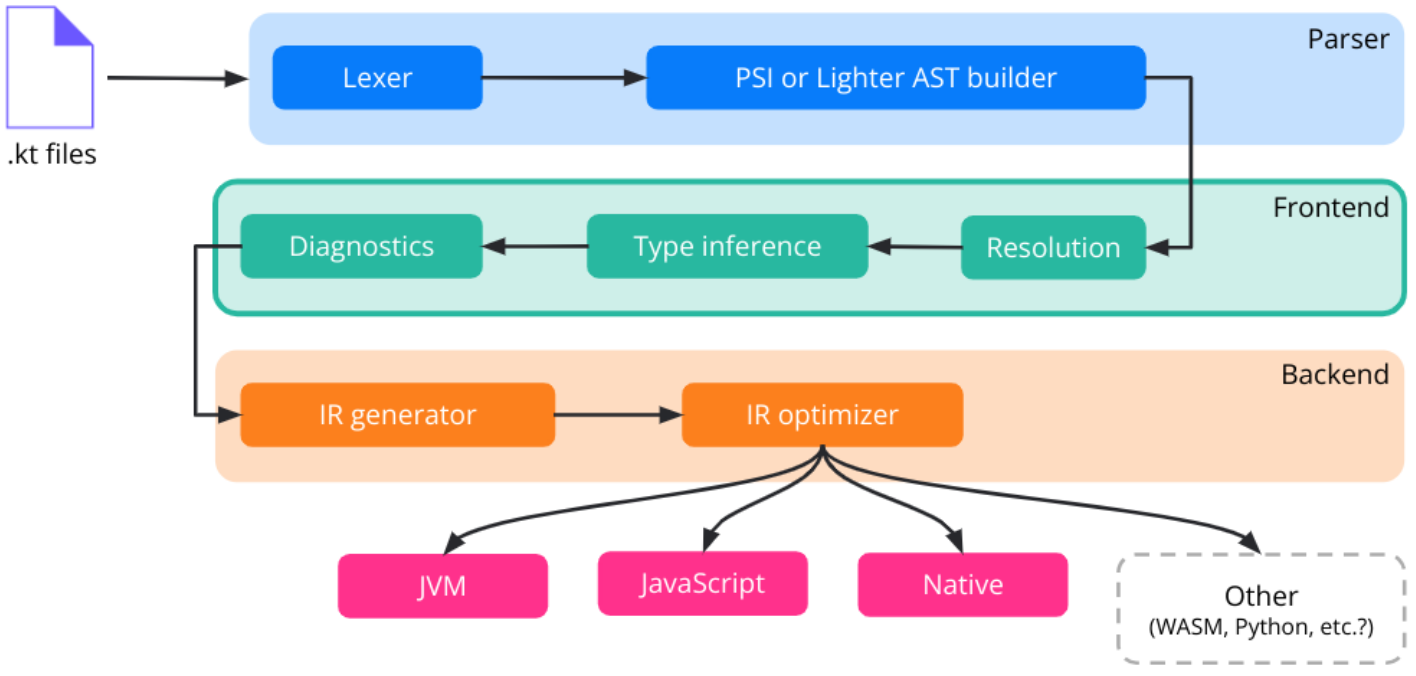 .kt files
Parser
Lexer
PSI or Lighter AST builder
Frontend
Diagnostics
Type inference
Resolution
Backend
IR generator
IR optimizer
JVM
JavaScript
Native
Other
(WASM, Python, etc.?)